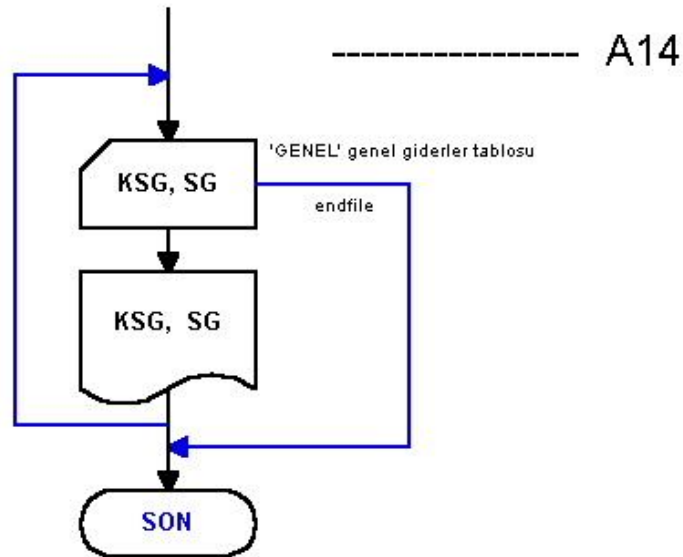 ---------------- A14
'GENEL' genel giderler tablosu
KSG, SG
endfile
KSG, SG
SON